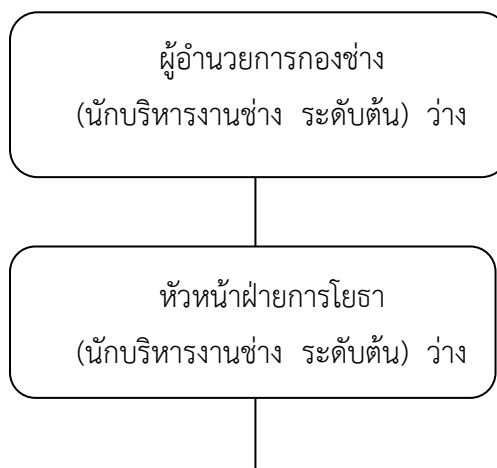 ผู้อำนวยการกองช่าง
(นักบริหารงานช่าง ระดับต้น) ว่าง
หัวหน้าฝ่ายการโยธา
(นักบริหารงานช่าง ระดับต้น) ว่าง